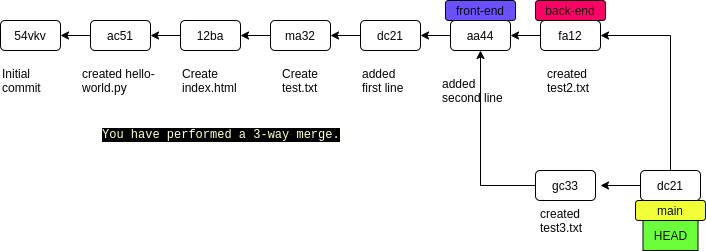 front-end
back-end
54vkv
ac51
12ba
ma32
dc21
aa44
fa12
Initial
commit
created hello-
world.py
Create
index.html
Create
test.txt
added
first line
added
second line
created
test2.txt
You have performed a 3-way merge.
gc33
dc21
created
test3.txt
main
HEAD